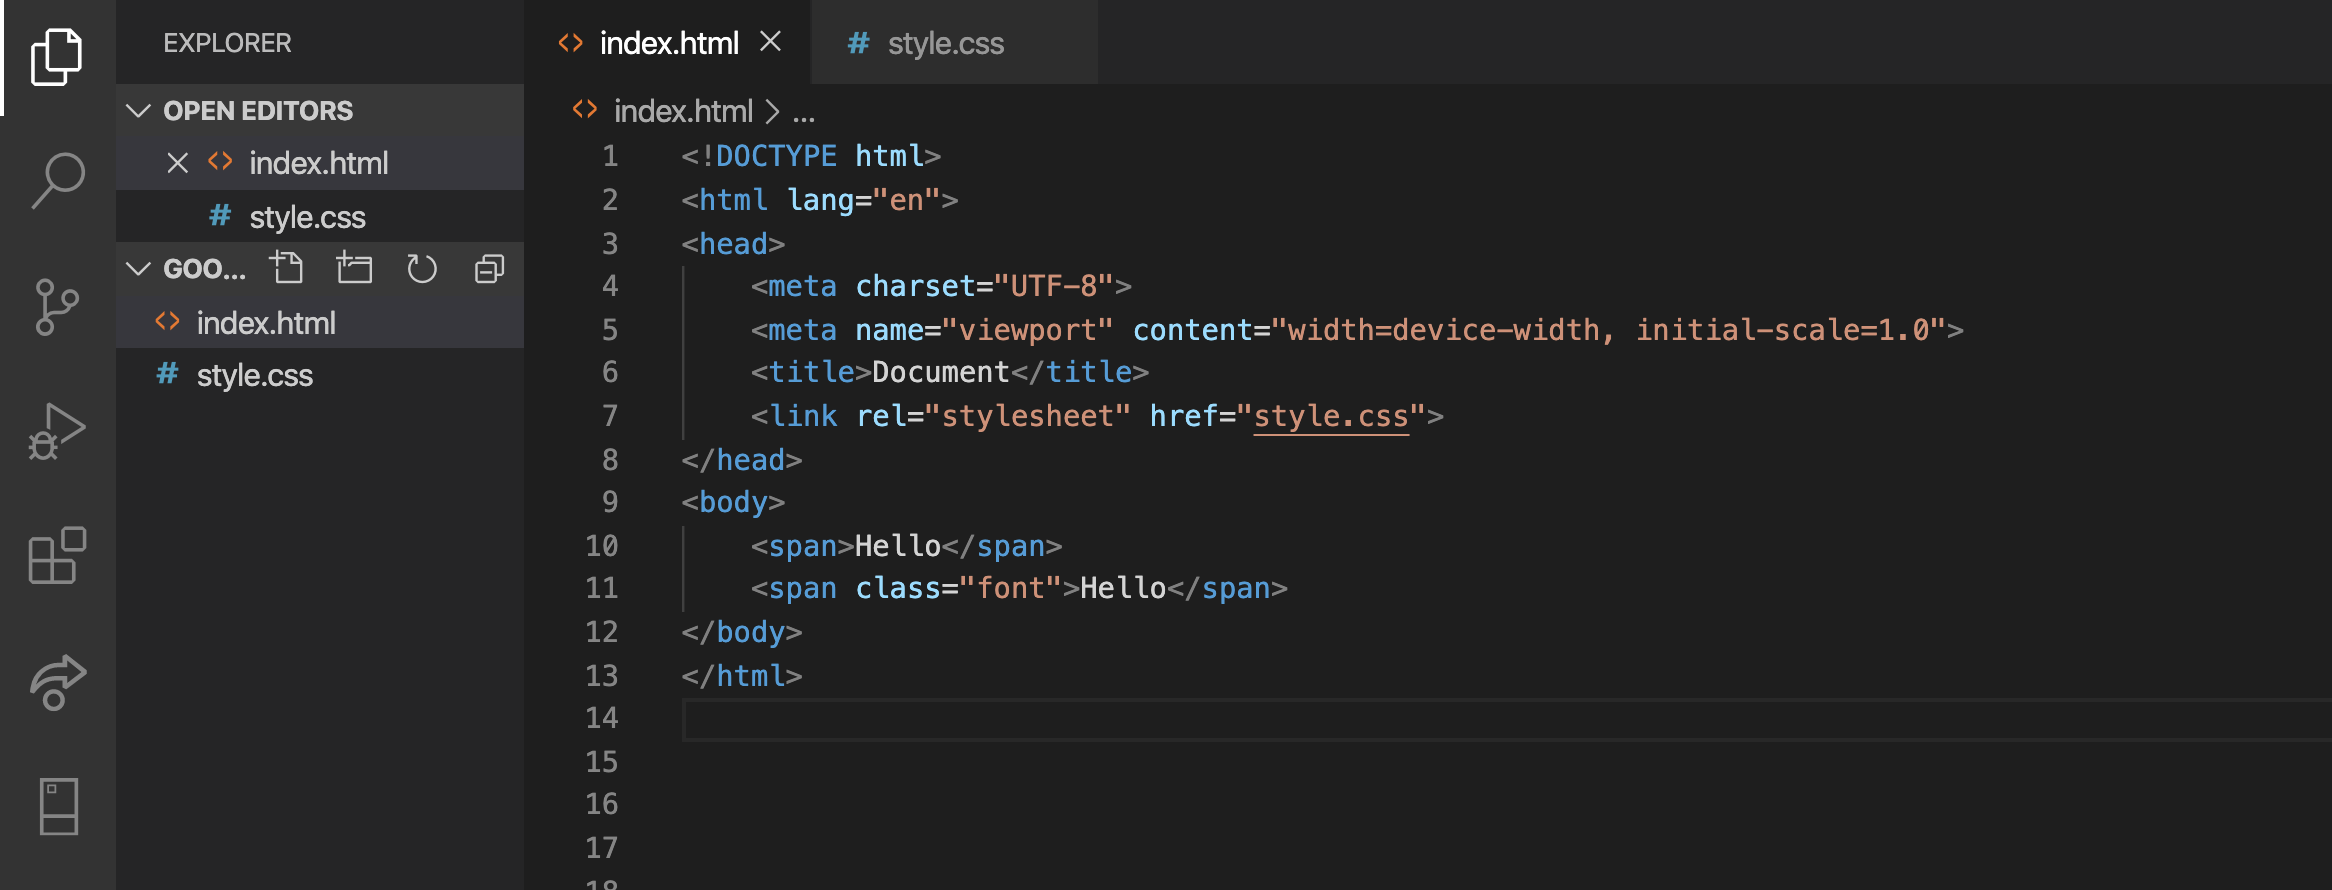 EXPLORER
OPEN EDITORS
index.html
# style.css
GOO...
index.html
# style.css
index.html
# style.css
index.html > ...
1 <!DOCTYPE html>
2 <html lang="en">
3 <head>
4     <meta charset="UTF-8">
5     <meta name="viewport" content="width=device-width, initial-scale=1.0">
6     <title>Document</title>
7     <link rel="stylesheet" href="style.css">
8 </head>
9 <body>
10     <span>Hello</span>
11     <span class="font">Hello</span>
12 </body>
13 </html>
14
15
16
17
18